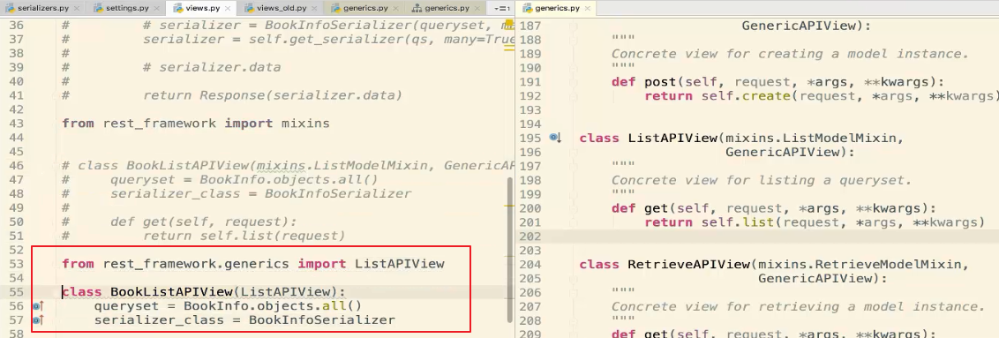 serializers.py settings.py views.py views_old.py generics.py generics.py
36 # # serializer = BookInfoSerializer(queryset, m
37 # serializer = self.get_serializer(qs, many=True
38 #
39 # # serializer.data
40 #
41 # return Response(serializer.data)
42
43 from rest_framework import mixins
44
45
46 # class BookListAPIView(mixins.ListModelMixin, GenericAP
47 # queryset = BookInfo.objects.all()
48 # serializer_class = BookInfoSerializer
49 #
50 # def get(self, request):
51 # return self.list(request)
52
53 from rest_framework.generics import ListAPIView
54
55 class BookListAPIView(ListAPIView):
56 queryset = BookInfo.objects.all()
57 serializer_class = BookInfoSerializer
58
generics.py
187 GenericAPIView):
188 """
189 Concrete view for creating a model instance.
190 """
191 def post(self, request, *args, **kwargs):
192 return self.create(request, *args, **kwargs)
193
194
195 class ListAPIView(mixins.ListModelMixin,
196 GenericAPIView):
197 """
198 Concrete view for listing a queryset.
199 """
200 def get(self, request, *args, **kwargs):
201 return self.list(request, *args, **kwargs)
202
203
204 class RetrieveAPIView(mixins.RetrieveModelMixin,
205 GenericAPIView):
206 """
207 Concrete view for retrieving a model instance.
208 """
209 def get(self, request, *args, **kwargs):